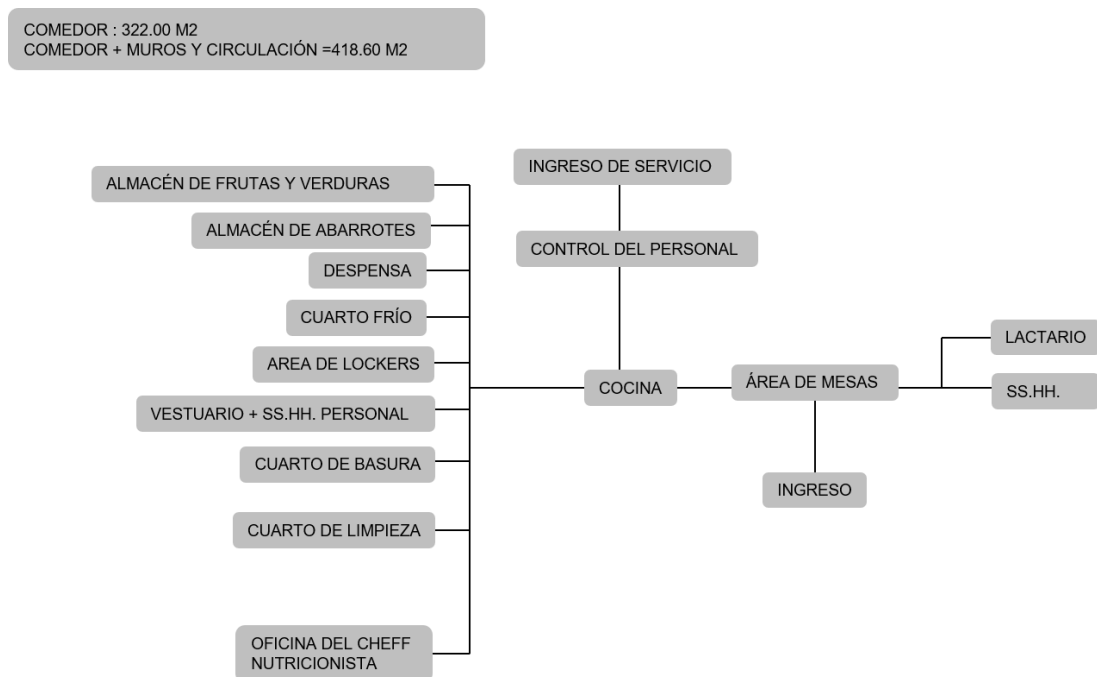 COMEDOR : 322.00 M2
COMEDOR + MUROS Y CIRCULACIÓN =418.60 M2
INGRESO DE SERVICIO
ALMACÉN DE FRUTAS Y VERDURAS
ALMACÉN DE ABARROTES
CONTROL DEL PERSONAL
DESPENSA
CUARTO FRÍO
LACTARIO
AREA DE LOCKERS
COCINA
ÁREA DE MESAS
SS.HH.
VESTUARIO + SS.HH. PERSONAL
CUARTO DE BASURA
INGRESO
CUARTO DE LIMPIEZA
OFICINA DEL CHEFF
NUTRICIONISTA